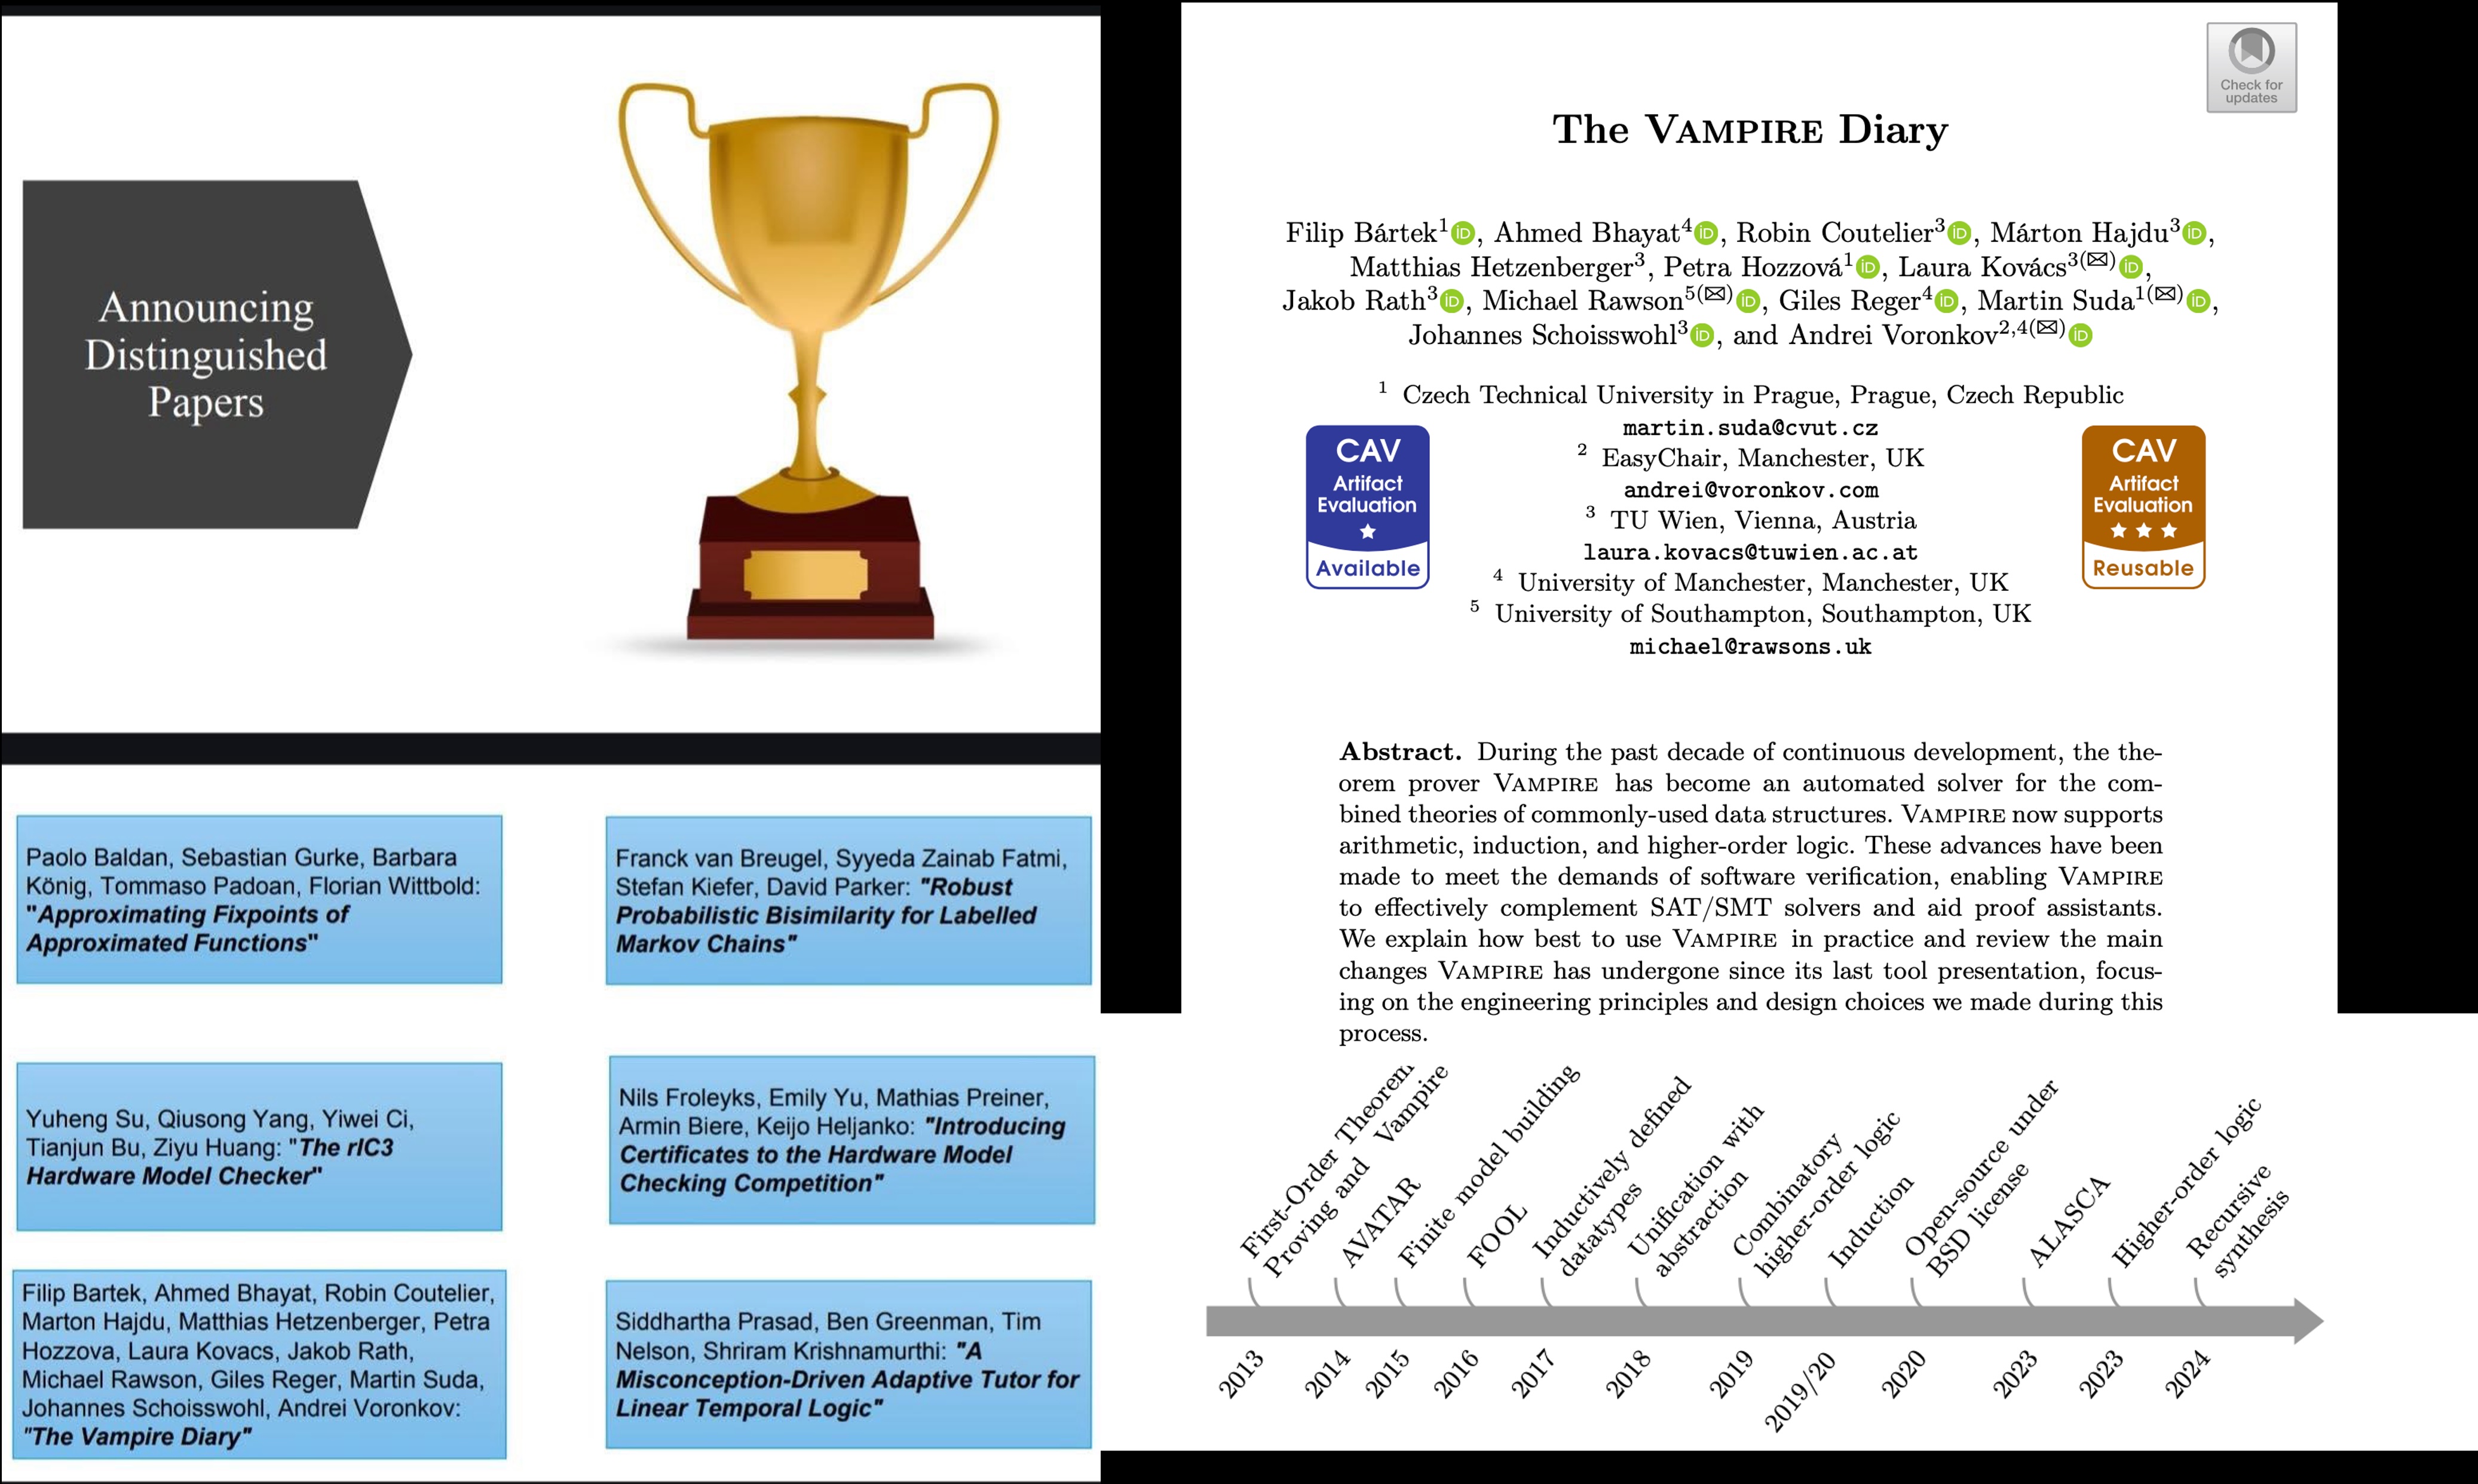 Announcing
Distinguished
Papers
Paolo Baldan, Sebastian Gurke, Barbara
König, Tommaso Padoan, Florian Wittbold:
"Approximating Fixpoints of
Approximated Functions"
Franck van Breugel, Syyeda Zainab Fatmi,
Stefan Kiefer, David Parker: "Robust
Probabilistic Bisimilarity for Labelled
Markov Chains"
Yuheng Su, Qiusong Yang, Yiwei Ci,
Tianjun Bu, Ziyu Huang: "The rIC3
Hardware Model Checker"
Nils Froleyks, Emily Yu, Mathias Preiner,
Armin Biere, Keijo Heljanko: "Introducing
Certificates to the Hardware Model
Checking Competition"
Filip Bartek, Ahmed Bhayat, Robin Coutelier,
Marton Hajdu, Matthias Hetzenberger, Petra
Hozzova, Laura Kovacs, Jakob Rath,
Michael Rawson, Giles Reger, Martin Suda,
Johannes Schoisswohl, Andrei Voronkov:
"The Vampire Diary"
Siddhartha Prasad, Ben Greenman, Tim
Nelson, Shriram Krishnamurthi: "A
Misconception-Driven Adaptive Tutor for
Linear Temporal Logic"
Check for
updates
The VAMPIRE Diary
Filip Bártek1 iD, Ahmed Bhayat4 iD, Robin Coutelier3 iD, Márton Hajdu3 iD,
Matthias Hetzenberger3, Petra Hozzová1 iD, Laura Kovács3(✉) iD,
Jakob Rath3 iD, Michael Rawson5(✉) iD, Giles Reger4 iD, Martin Suda1(✉) iD,
Johannes Schoisswohl3 iD, and Andrei Voronkov2,4(✉) iD
1 Czech Technical University in Prague, Prague, Czech Republic
martin.suda@cvut.cz
2 EasyChair, Manchester, UK
andrei@voronkov.com
3 TU Wien, Vienna, Austria
laura.kovacs@tuwien.ac.at
4 University of Manchester, Manchester, UK
5 University of Southampton, Southampton, UK
michael@rawsons.uk
CAV
Artifact
Evaluation
Available
CAV
Artifact
Evaluation
Reusable
Abstract. During the past decade of continuous development, the the-
orem prover VAMPIRE has become an automated solver for the com-
bined theories of commonly-used data structures. VAMPIRE now supports
arithmetic, induction, and higher-order logic. These advances have been
made to meet the demands of software verification, enabling VAMPIRE
to effectively complement SAT/SMT solvers and aid proof assistants.
We explain how best to use VAMPIRE in practice and review the main
changes VAMPIRE has undergone since its last tool presentation, focus-
ing on the engineering principles and design choices we made during this
process.
First-Order Theorem
Proving and Vampire
AVATAR
Finite model building
FOOL
Inductively defined
datatypes
Unification with
abstraction
Combinatory
higher-order logic
Induction
Open-source under
BSD license
ALASCA
Higher-order logic
Recursive
synthesis
2013
2014
2015
2016
2017
2018
2019
2019/20
2020
2023
2023
2024